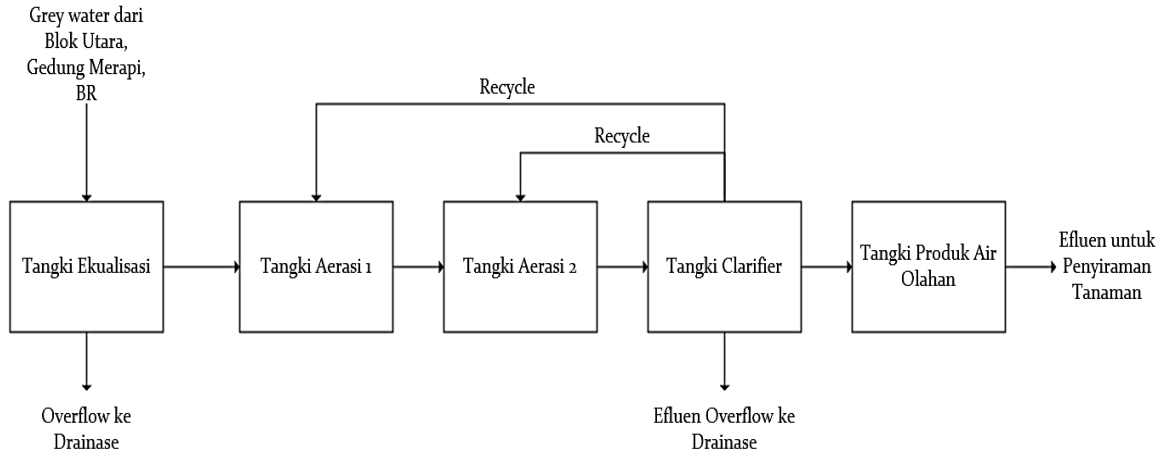 Grey water dari
Blok Utara,
Gedung Merapi,
BR
Recycle
Recycle
Tangki Ekualisasi
Tangki Aerasi 1
Tangki Aerasi 2
Tangki Clarifier
Tangki Produk Air
Olahan
Efluen untuk
Penyiraman
Tanaman
Overflow ke
Drainase
Efluen Overflow ke
Drainase